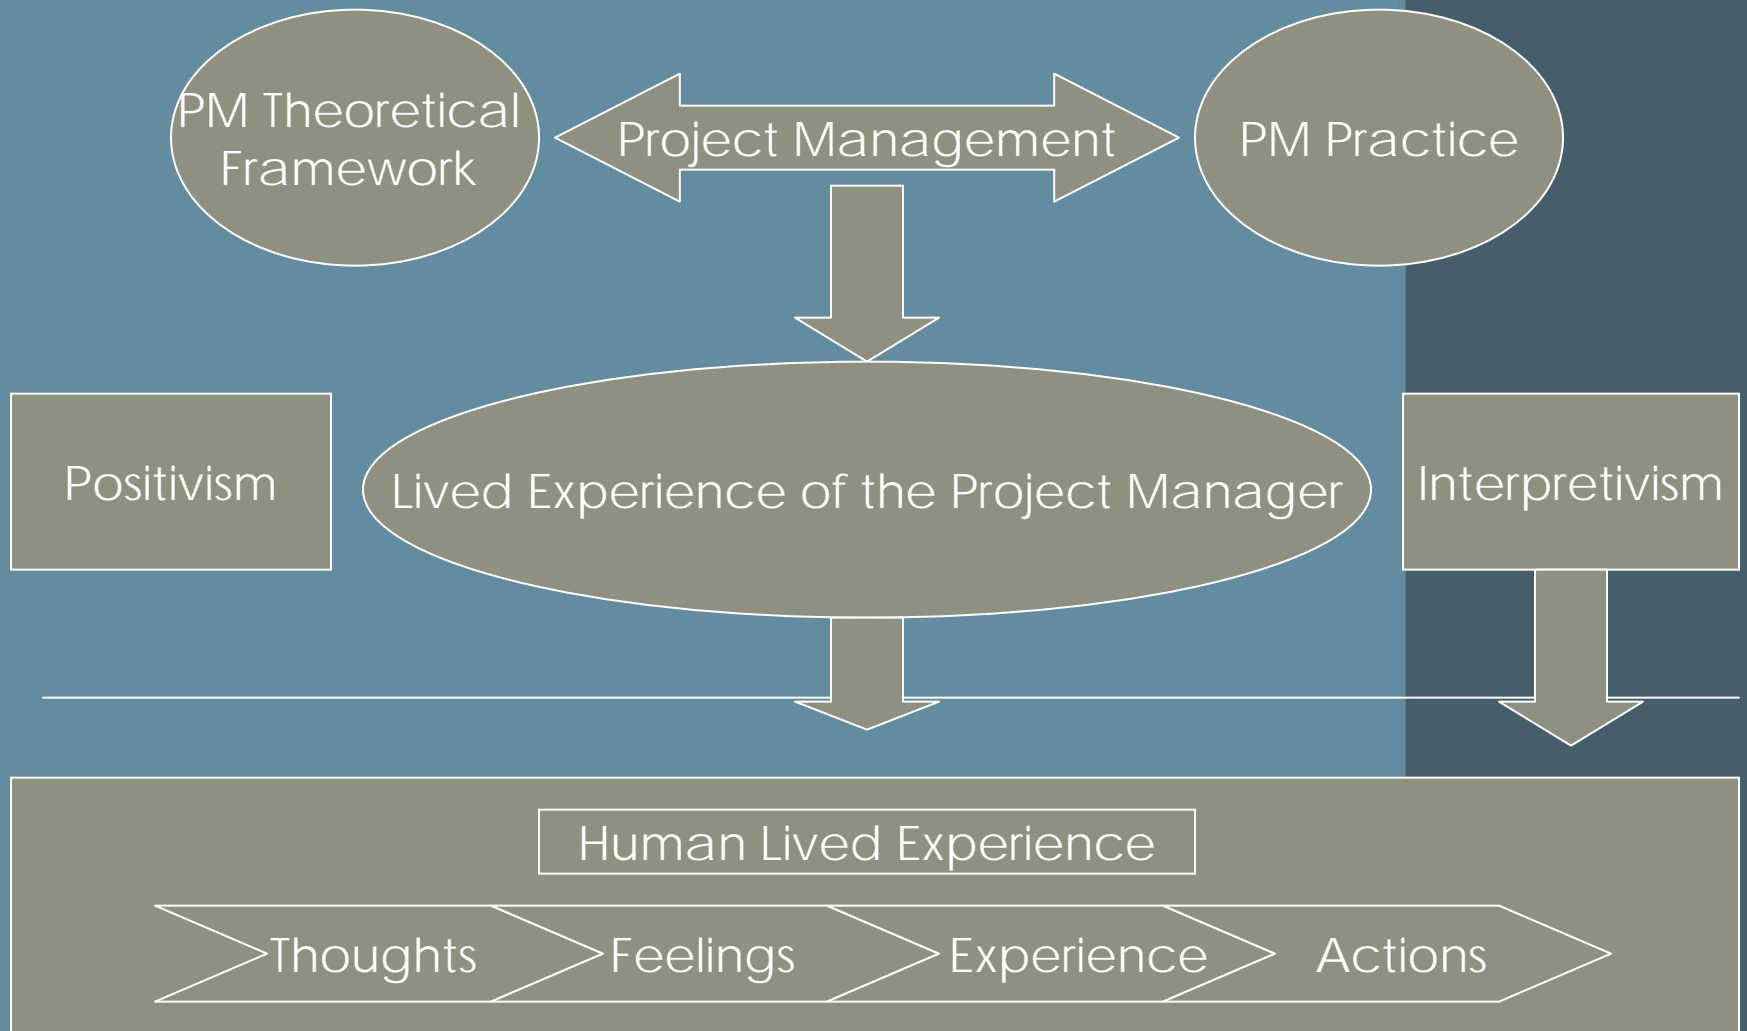 PM Theoretical
Framework
Project Management
PM Practice
Positivism
Lived Experience of the Project Manager
Interpretivism
Human Lived Experience
Thoughts
Feelings
Experience
Actions